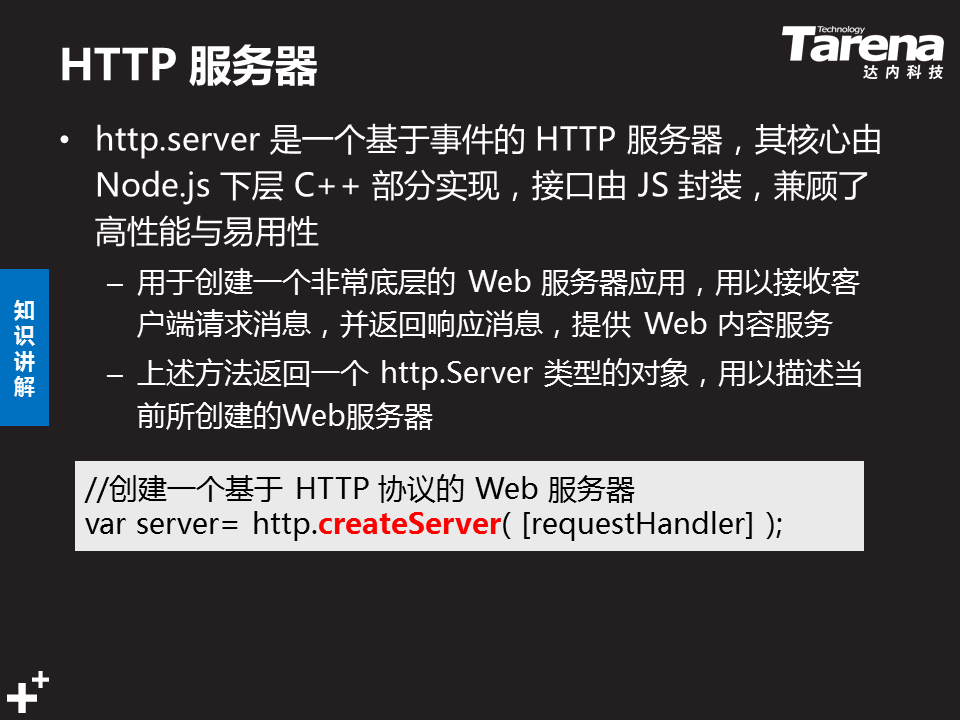 HTTP 服务器
Technology
Tarena
达内科技
• http.server 是一个基于事件的 HTTP 服务器，其核心由
Node.js 下层 C++ 部分实现，接口由 JS 封装，兼顾了
高性能与易用性
– 用于创建一个非常底层的 Web 服务器应用，用以接收客
户端请求消息，并返回响应消息，提供 Web 内容服务
– 上述方法返回一个 http.Server 类型的对象，用以描述当
前所创建的Web服务器
知
识
讲
解
//创建一个基于 HTTP 协议的 Web 服务器
var server= http.createServer( [requestHandler] );